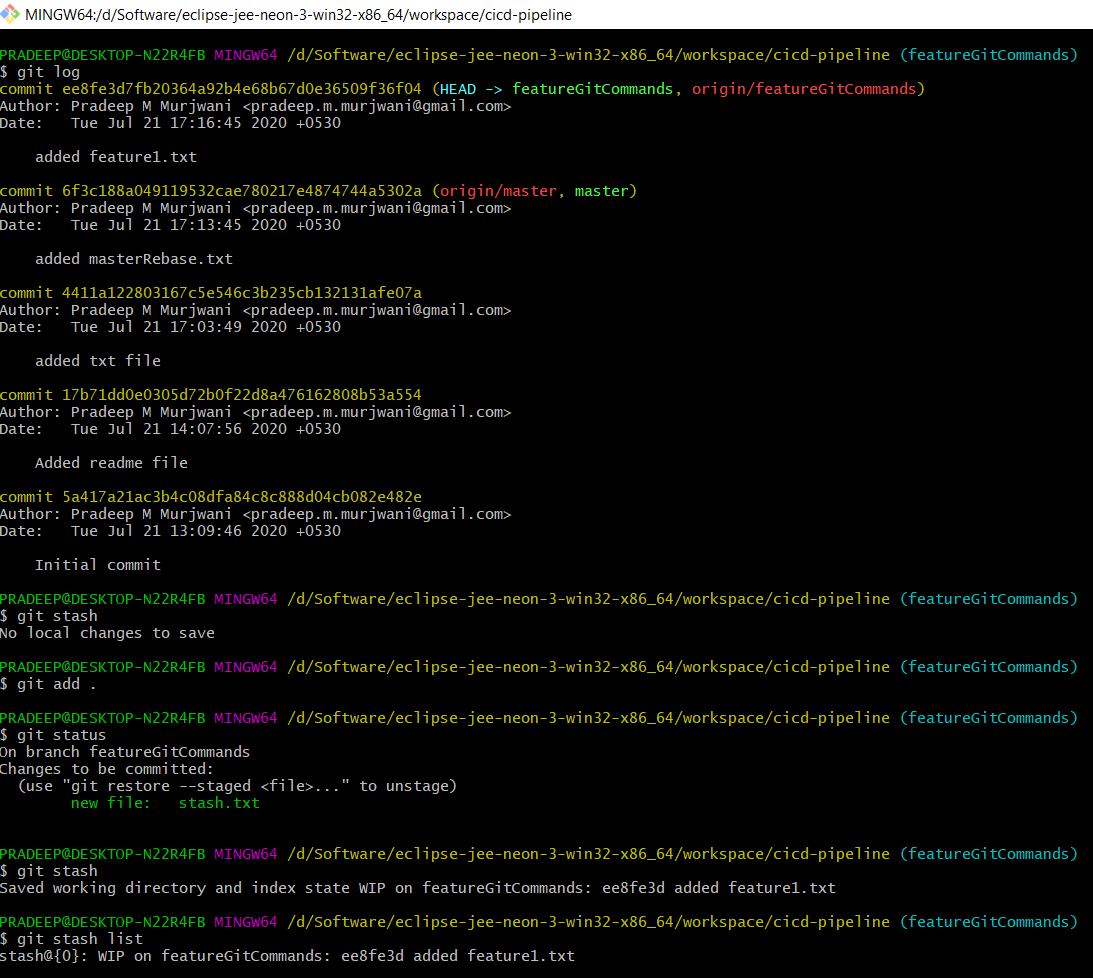 MINGW64:/d/Software/eclipse-jee-neon-3-win32-x86_64/workspace/cicd-pipeline
PRADEEP@DESKTOP-N22R4FB MINGW64 /d/Software/eclipse-jee-neon-3-win32-x86_64/workspace/cicd-pipeline (featureGitCommands)
$ git log
commit ee8fe3d7fb20364a92b4e68b67d0e36509f36f04 (HEAD -> featureGitCommands, origin/featureGitCommands)
Author: Pradeep M Murjwani <pradeep.m.murjwani@gmail.com>
Date:   Tue Jul 21 17:16:45 2020 +0530
    added feature1.txt
commit 6f3c188a049119532cae780217e4874744a5302a (origin/master, master)
Author: Pradeep M Murjwani <pradeep.m.murjwani@gmail.com>
Date:   Tue Jul 21 17:13:45 2020 +0530
    added masterRebase.txt
commit 4411a122803167c5e546c3b235cb132131afe07a
Author: Pradeep M Murjwani <pradeep.m.murjwani@gmail.com>
Date:   Tue Jul 21 17:03:49 2020 +0530
    added txt file
commit 17b71dd0e0305d72b0f22d8a476162808b53a554
Author: Pradeep M Murjwani <pradeep.m.murjwani@gmail.com>
Date:   Tue Jul 21 14:07:56 2020 +0530
    Added readme file
commit 5a417a21ac3b4c08dfa84c8c888d04cb082e482e
Author: Pradeep M Murjwani <pradeep.m.murjwani@gmail.com>
Date:   Tue Jul 21 13:09:46 2020 +0530
    Initial commit
PRADEEP@DESKTOP-N22R4FB MINGW64 /d/Software/eclipse-jee-neon-3-win32-x86_64/workspace/cicd-pipeline (featureGitCommands)
$ git stash
No local changes to save
PRADEEP@DESKTOP-N22R4FB MINGW64 /d/Software/eclipse-jee-neon-3-win32-x86_64/workspace/cicd-pipeline (featureGitCommands)
$ git add .
PRADEEP@DESKTOP-N22R4FB MINGW64 /d/Software/eclipse-jee-neon-3-win32-x86_64/workspace/cicd-pipeline (featureGitCommands)
$ git status
On branch featureGitCommands
Changes to be committed:
  (use "git restore --staged <file>..." to unstage)
        new file:   stash.txt
PRADEEP@DESKTOP-N22R4FB MINGW64 /d/Software/eclipse-jee-neon-3-win32-x86_64/workspace/cicd-pipeline (featureGitCommands)
$ git stash
Saved working directory and index state WIP on featureGitCommands: ee8fe3d added feature1.txt
PRADEEP@DESKTOP-N22R4FB MINGW64 /d/Software/eclipse-jee-neon-3-win32-x86_64/workspace/cicd-pipeline (featureGitCommands)
$ git stash list
stash@{0}: WIP on featureGitCommands: ee8fe3d added feature1.txt